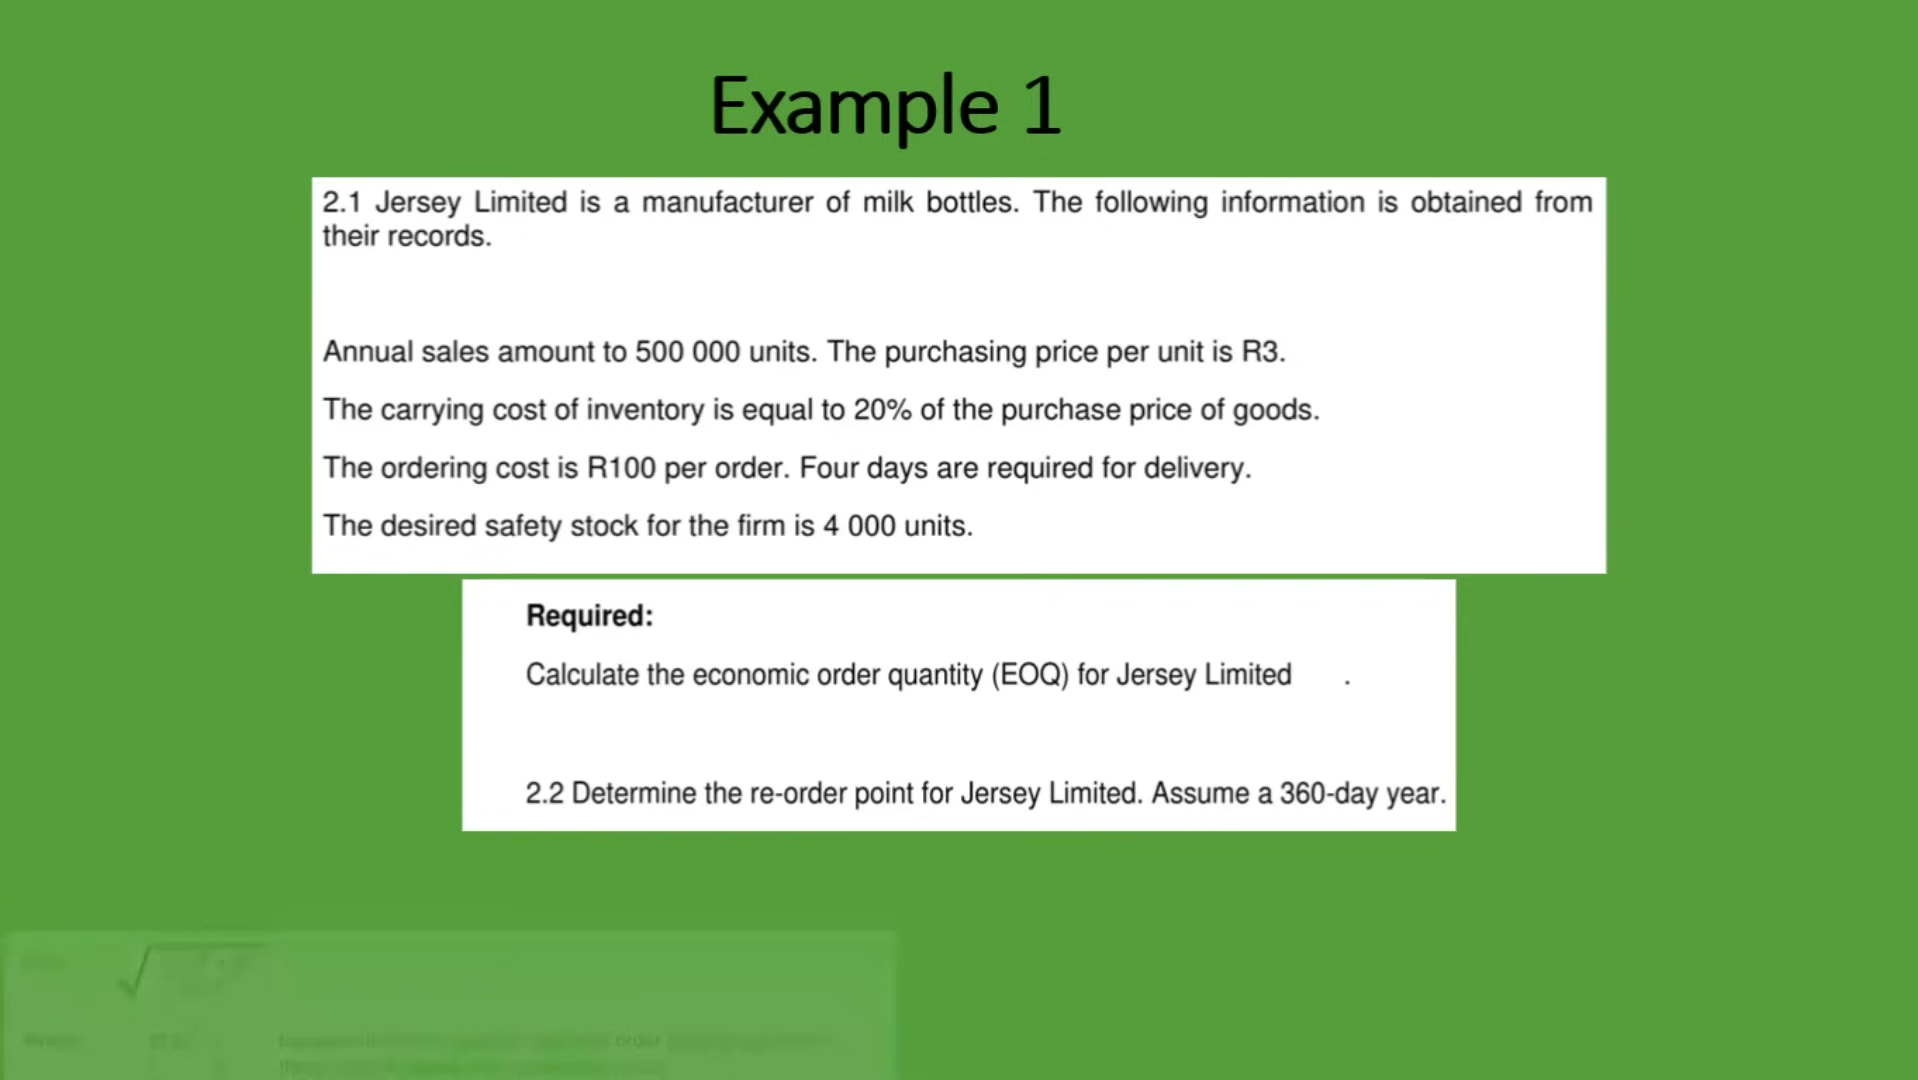 Example 1
2.1 Jersey Limited is a manufacturer of milk bottles. The following information is obtained from
their records.
Annual sales amount to 500 000 units. The purchasing price per unit is R3.
The carrying cost of inventory is equal to 20% of the purchase price of goods.
The ordering cost is R100 per order. Four days are required for delivery.
The desired safety stock for the firm is 4 000 units.
Required:
Calculate the economic order quantity (EOQ) for Jersey Limited .
2.2 Determine the re-order point for Jersey Limited. Assume a 360-day year.
order